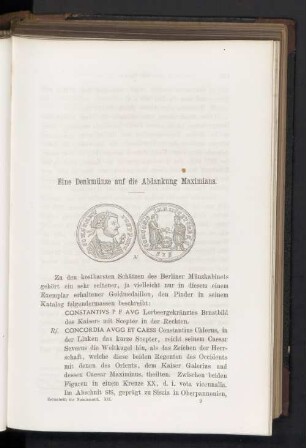 Eine Denkmünze auf die Abdankung Maximians.
Zu den kostbarsten Schätzen des Berliner Münzkabinets
gehört ein sehr seltener, ja vielleicht nur in diesem einen
Exemplar erhaltener Goldmedaillon, den Pinder in seinem
Katalog folgendermassen beschreibt:
CONSTANTIVS P F AVG Lorbeerbekränztes Brustbild
des Kaisers mit Scepter in der Rechten.
CONCORDIA AVGG ET CAESS Constantius Chlorus, in
der Linken das kurze Scepter, reicht seinem Caesar
Severus die Weltkugel hin, als das Zeichen der Herr-
schaft, welche diese beiden Regenten des Occidents
mit denen des Orients, dem Kaiser Galerius und
dessen Caesar Maximinus, theilten. Zwischen beiden
Figuren in einem Kranze XX, d. i. vota vicennalia.
Im Abschnitt SIS, geprägt zu Siscia in Oberpannonien,
Zeitschrift für Numismatik.